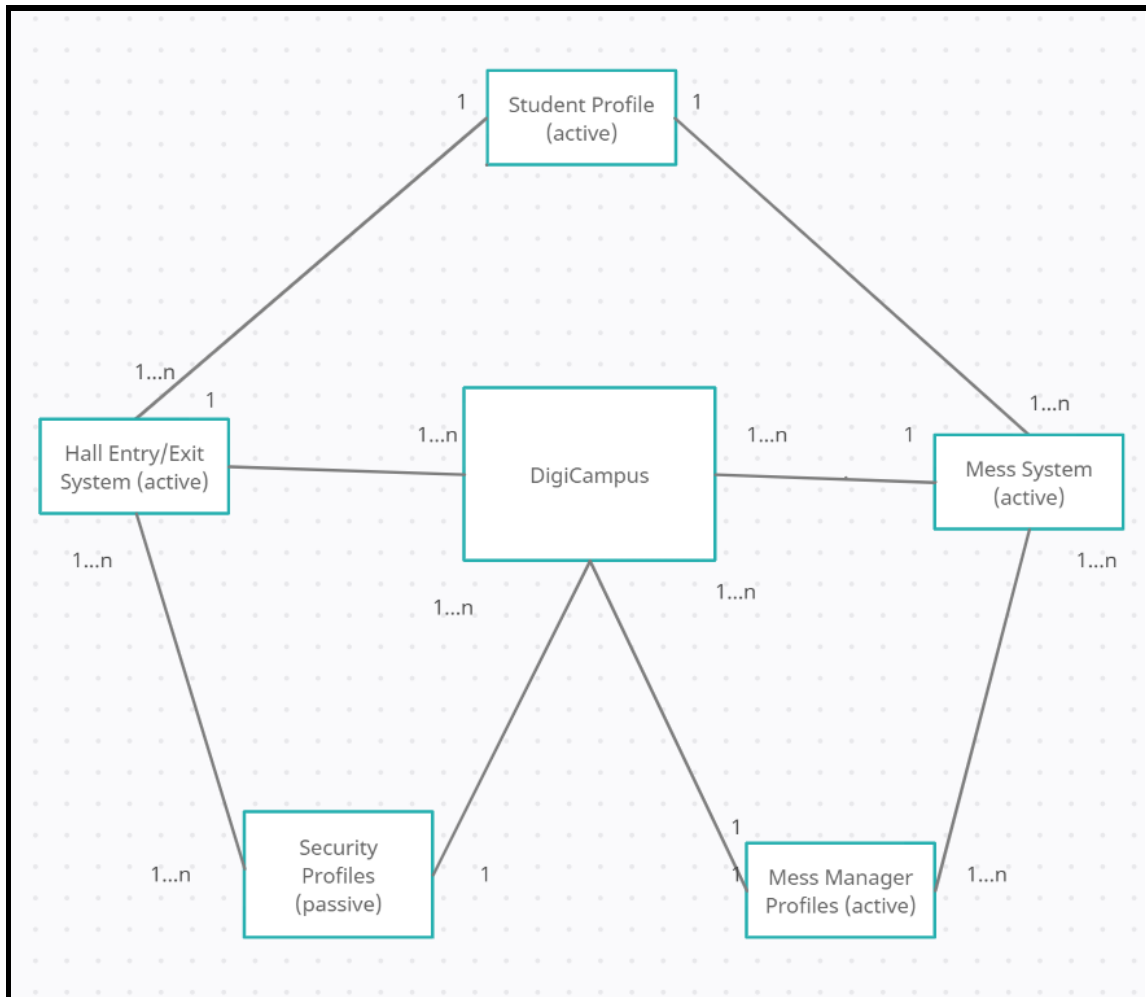 1
Student Profile
(active)
1
1...n
1
Hall Entry/Exit
System (active)
1...n
DigiCampus
1...n
1
1...n
Mess System
(active)
1...n
1...n
1...n
1...n
1...n
Security
Profiles
(passive)
1
1
1
Mess Manager
Profiles (active)
1...n